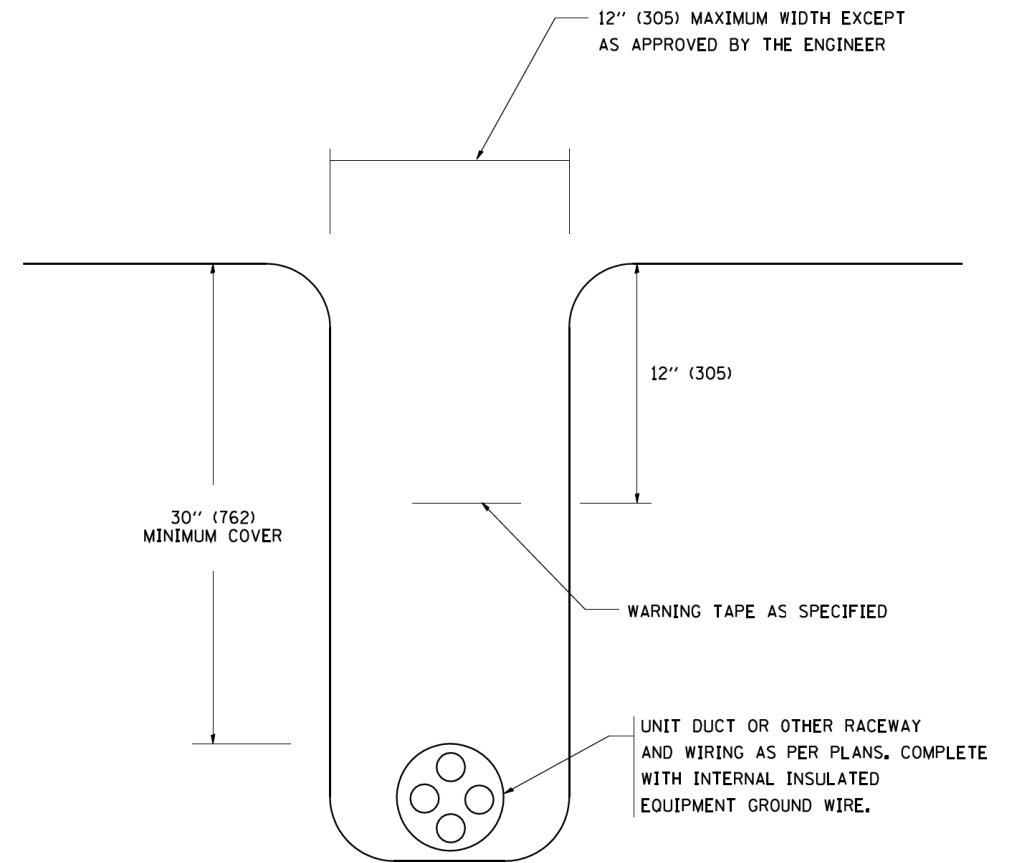 12'' (305) MAXIMUM WIDTH EXCEPT
AS APPROVED BY THE ENGINEER
12'' (305)
30'' (762)
MINIMUM COVER
WARNING TAPE AS SPECIFIED
UNIT DUCT OR OTHER RACEWAY
AND WIRING AS PER PLANS. COMPLETE
WITH INTERNAL INSULATED
EQUIPMENT GROUND WIRE.